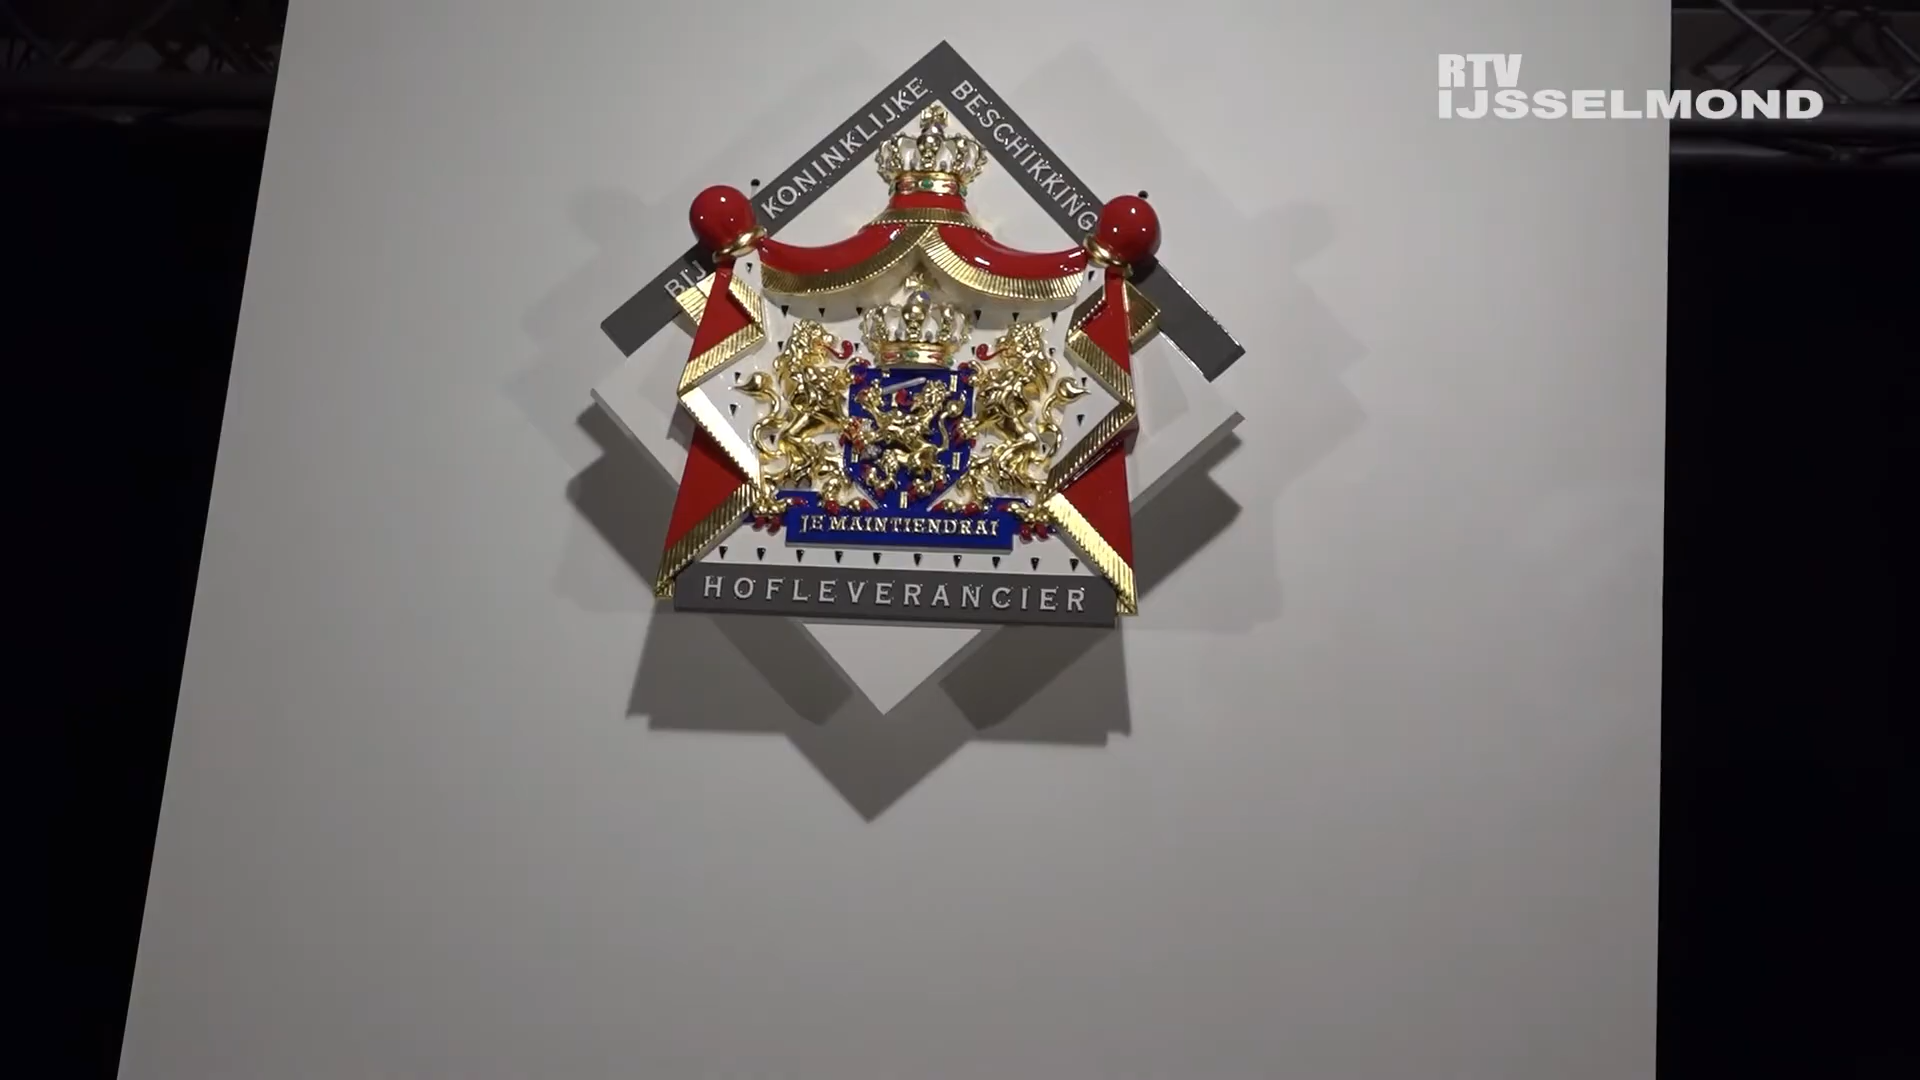 RTV
IJSSELMOND
BIJ KONINKLIJKE BESCHIKKING
JE MAINTIENDRAI
HOFLEVERANCIER